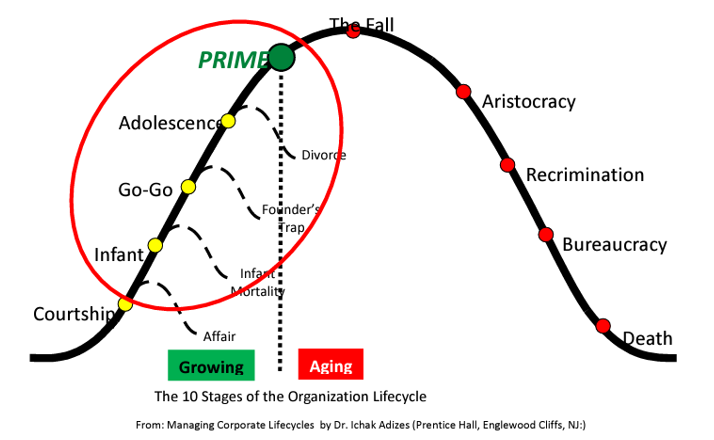 The Fall
PRIME
Aristocracy
Adolescence
Divorce
Recrimination
Go-Go
Founder's
Trap
Bureaucracy
Infant
Infant
Mortality
Courtship
Affair
Death
Growing
Aging
The 10 Stages of the Organization Lifecycle
From: Managing Corporate Lifecycles by Dr. Ichak Adizes (Prentice Hall, Englewood Cliffs, NJ:)